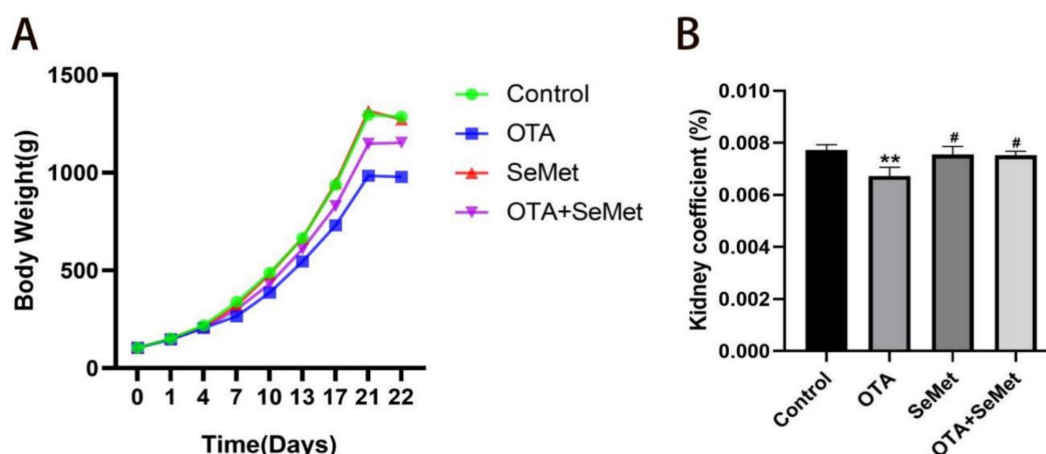 A
Body Weight(g)
1500
1000
500
0
0 1 4 7 10 13 17 21 22
Time(Days)
Control
OTA
SeMet
OTA+SeMet
B
Kidney coefficient (%)
0.010
0.008
0.006
0.004
0.002
0.000
**
#
#
Control
OTA
SeMet
OTA+SeMet